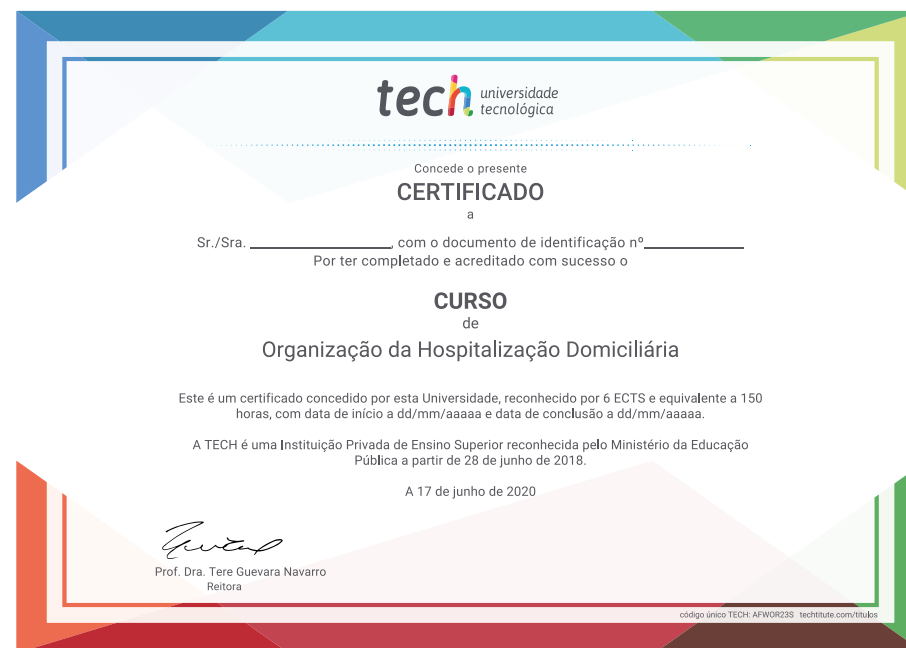 tech universidade
tecnológica
Concede o presente
CERTIFICADO
a
Sr./Sra. ____________________, com o documento de identificação nº______________
Por ter completado e acreditado com sucesso o
CURSO
de
Organização da Hospitalização Domiciliária
Este é um certificado concedido por esta Universidade, reconhecido por 6 ECTS e equivalente a 150
horas, com data de início a dd/mm/aaaaa e data de conclusão a dd/mm/aaaaa.
A TECH é uma Instituição Privada de Ensino Superior reconhecida pelo Ministério da Educação
Pública a partir de 28 de junho de 2018.
A 17 de junho de 2020
Prof. Dra. Tere Guevara Navarro
Reitora
código único TECH: AFWOR23S techtitute.com/titulos